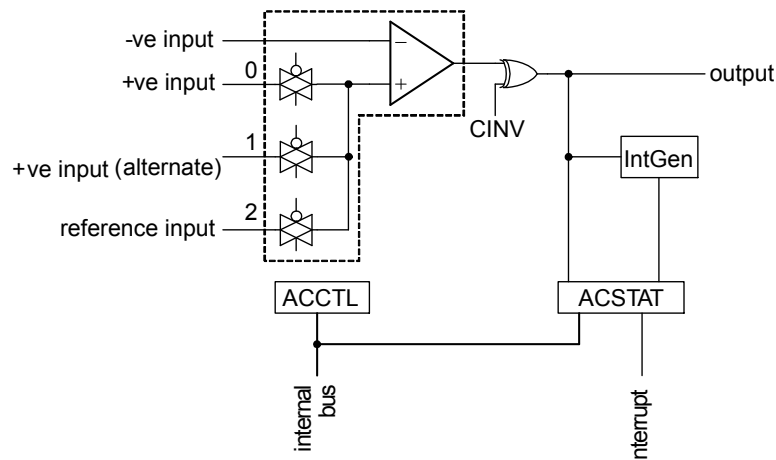 -ve input
−
+ve input
0
+
output
CINV
1
+ve input (alternate)
IntGen
2
reference input
ACCTL
ACSTAT
internal
bus
nterrupt